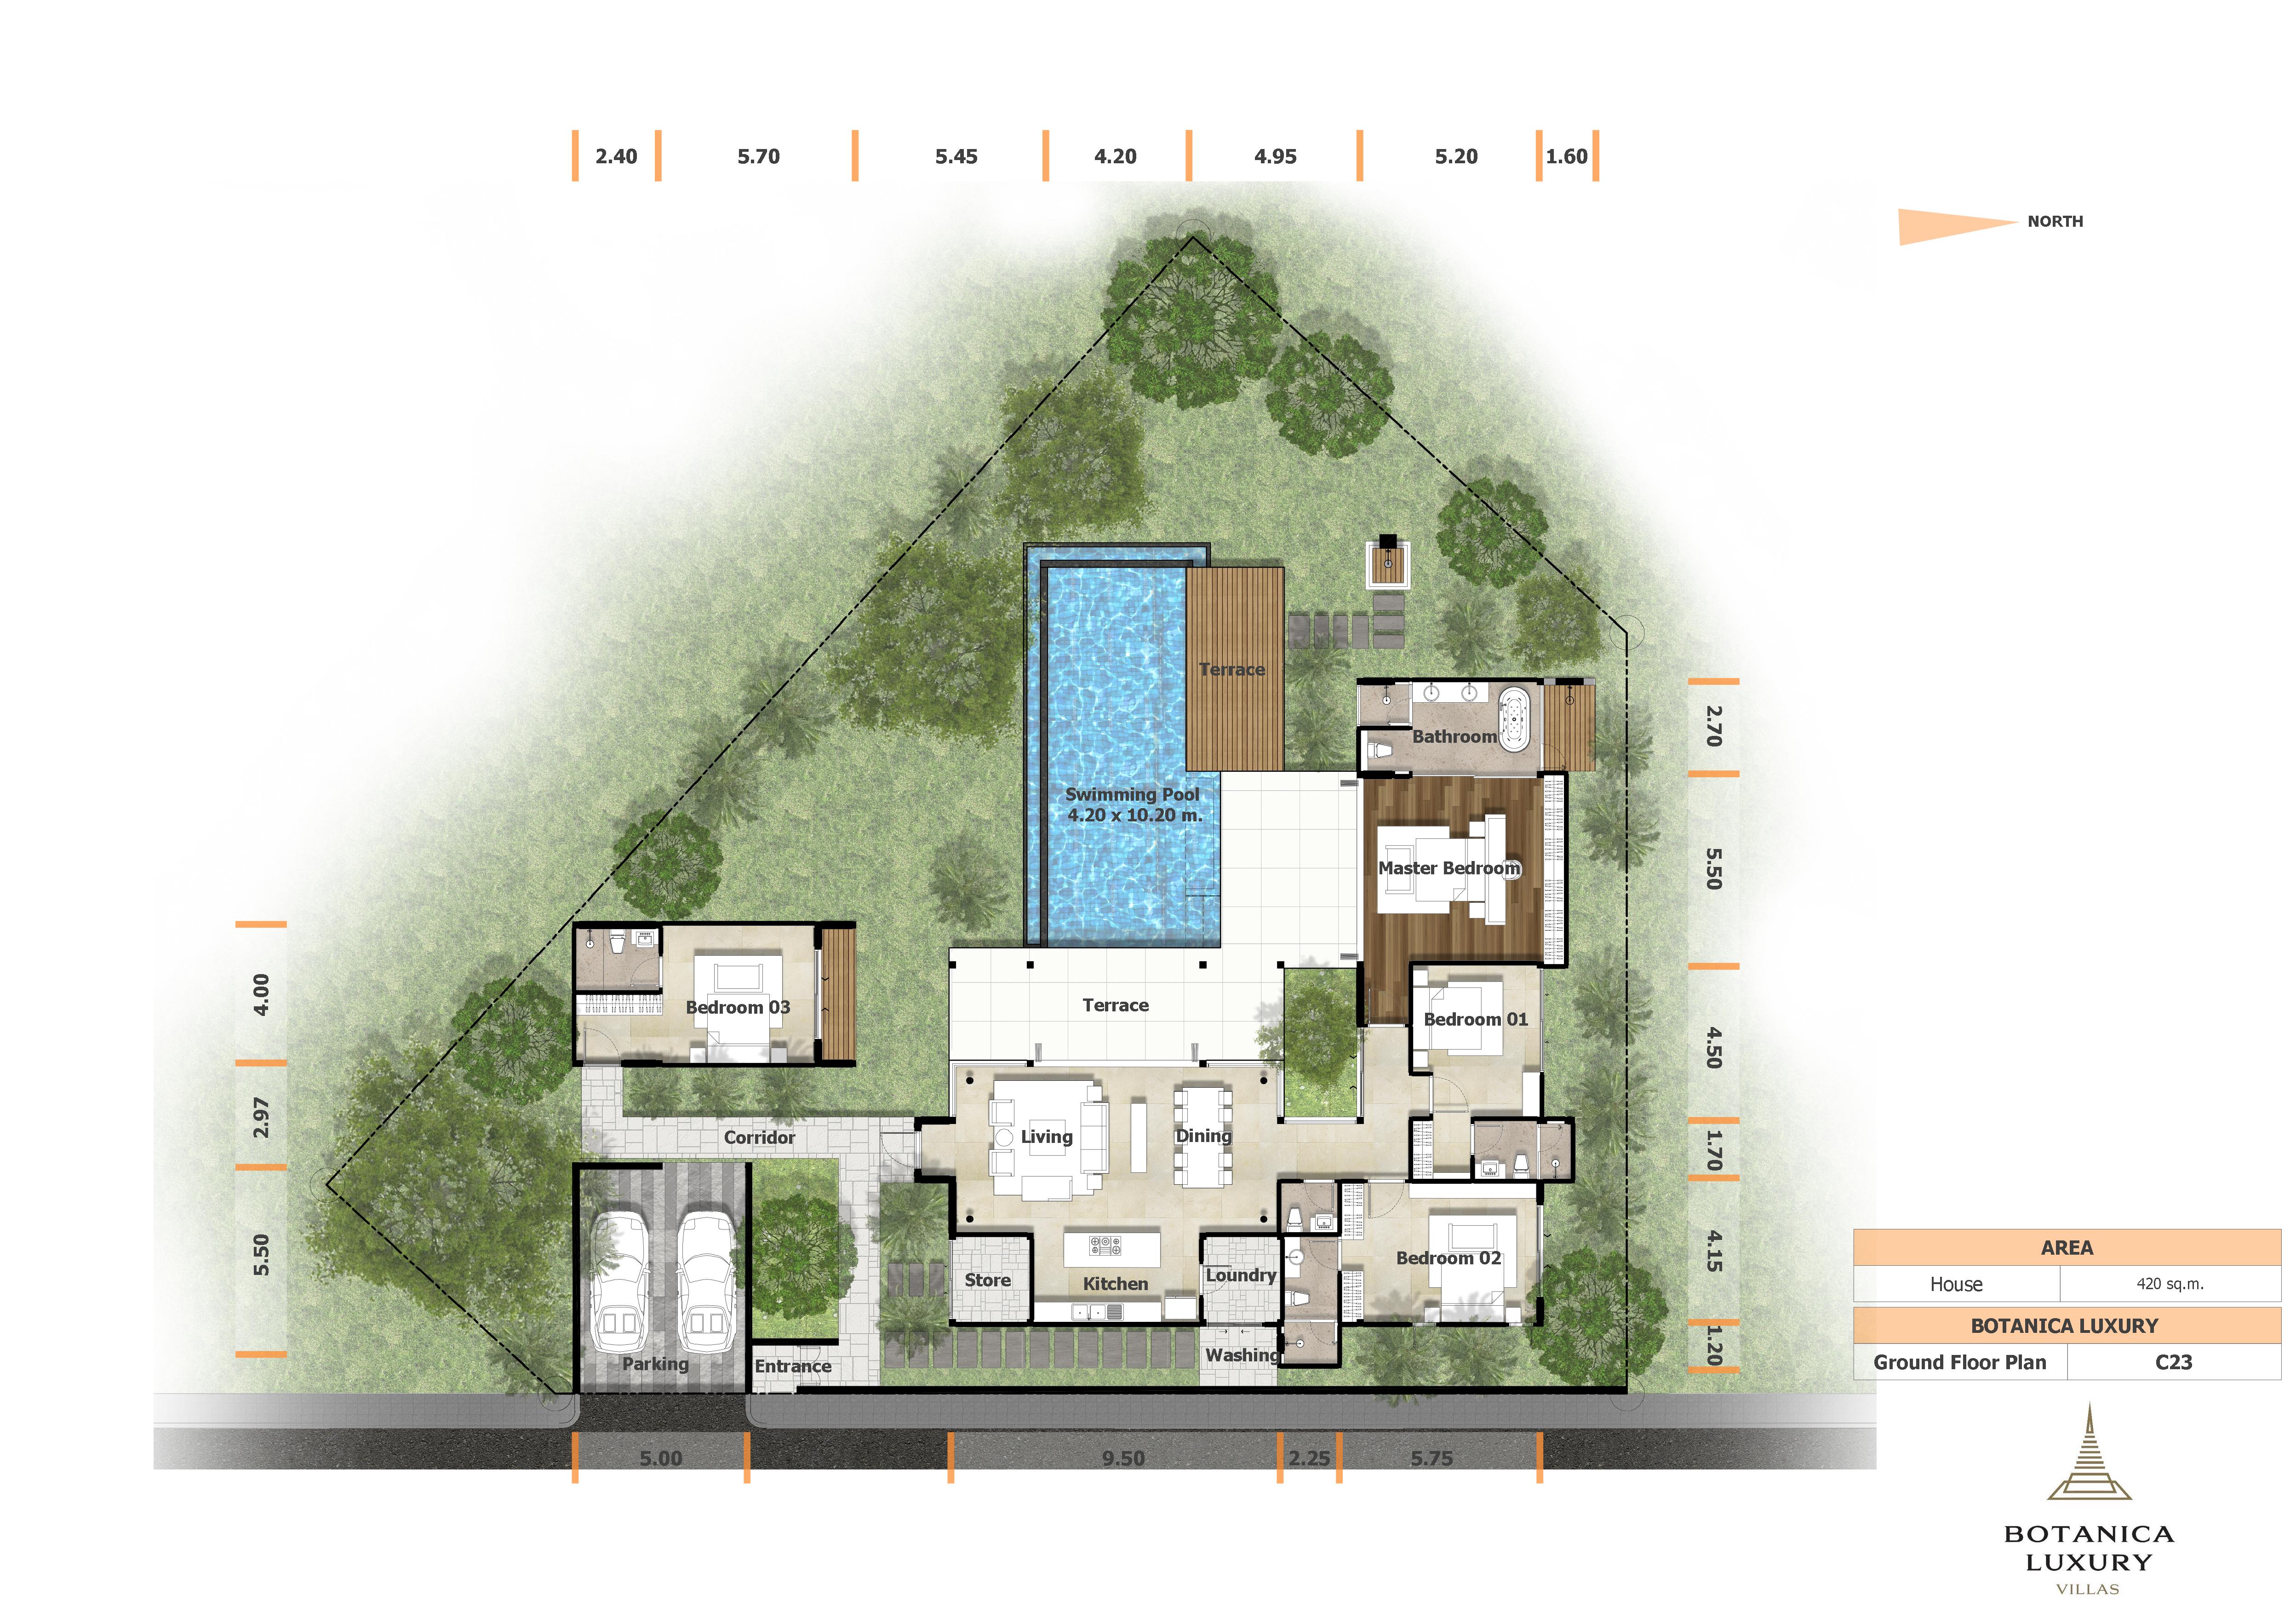 2.40 5.70 5.45 4.20 4.95 5.20 1.60
NORTH
Terrace
2.70
Bathroom
Swimming Pool
4.20 x 10.20 m.
5.50
Master Bedroom
4.00
Bedroom 03
Terrace
Bedroom 01
4.50
2.97
Corridor
Living
Dining
1.70
5.50
Store
Kitchen
Loundry
Bedroom 02
4.15
Parking
Entrance
Washing
1.20
5.00 9.50 2.25 5.75
AREA
House 420 sq.m.
BOTANICA LUXURY
Ground Floor Plan C23
BOTANICA
LUXURY
VILLAS